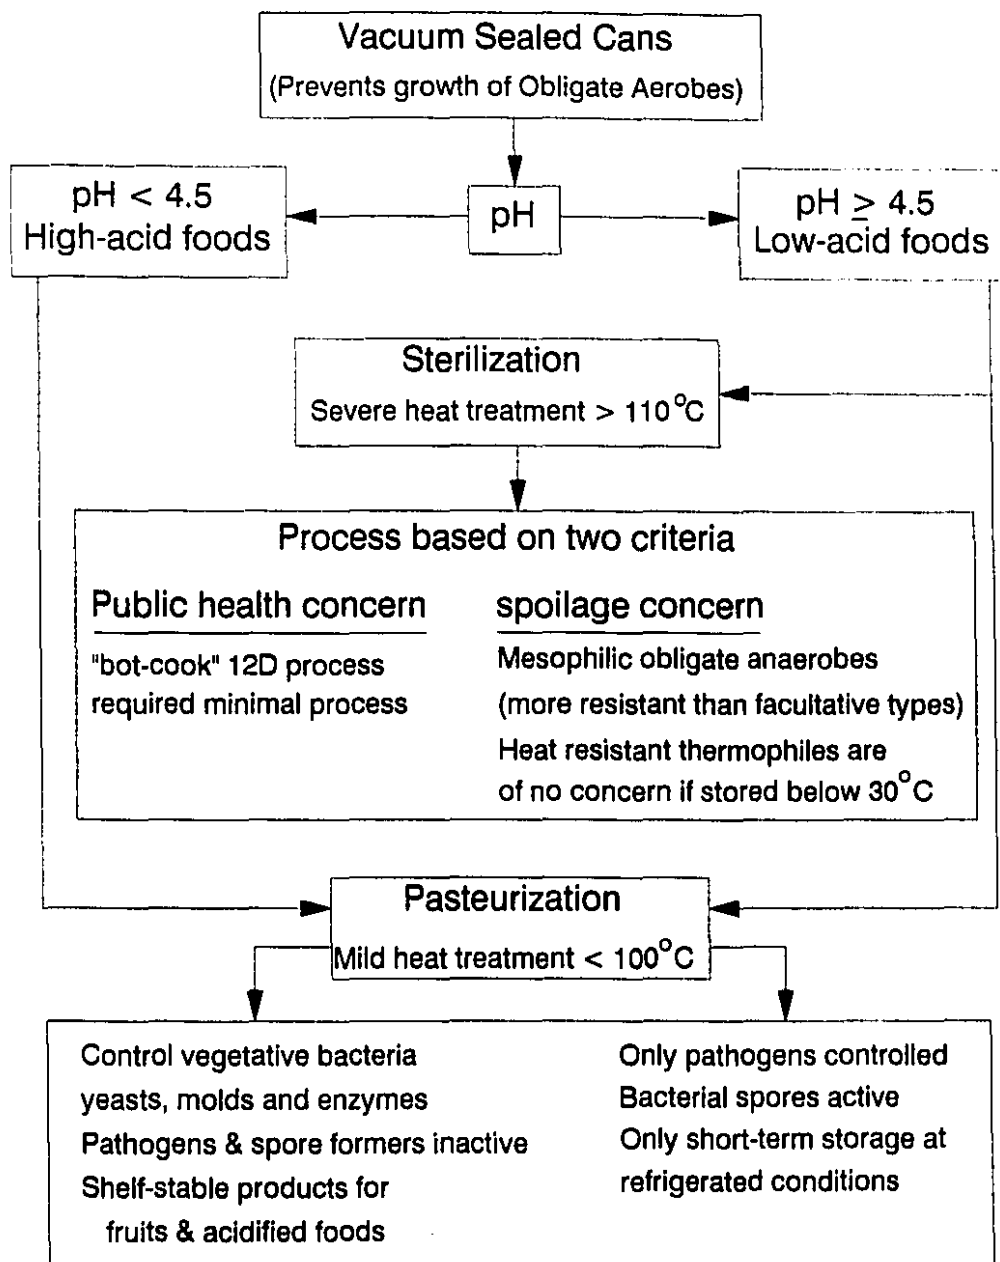 Vacuum Sealed Cans
(Prevents growth of Obligate Aerobes)
pH < 4.5
High-acid foods
pH
pH ≥ 4.5
Low-acid foods
Sterilization
Severe heat treatment > 110°C
Process based on two criteria
Public health concern
"bot-cook" 12D process
required minimal process
spoilage concern
Mesophilic obligate anaerobes
(more resistant than facultative types)
Heat resistant thermophiles are
of no concern if stored below 30°C
Pasteurization
Mild heat treatment < 100°C
Control vegetative bacteria
yeasts, molds and enzymes
Pathogens & spore formers inactive
Shelf-stable products for
fruits & acidified foods
Only pathogens controlled
Bacterial spores active
Only short-term storage at
refrigerated conditions